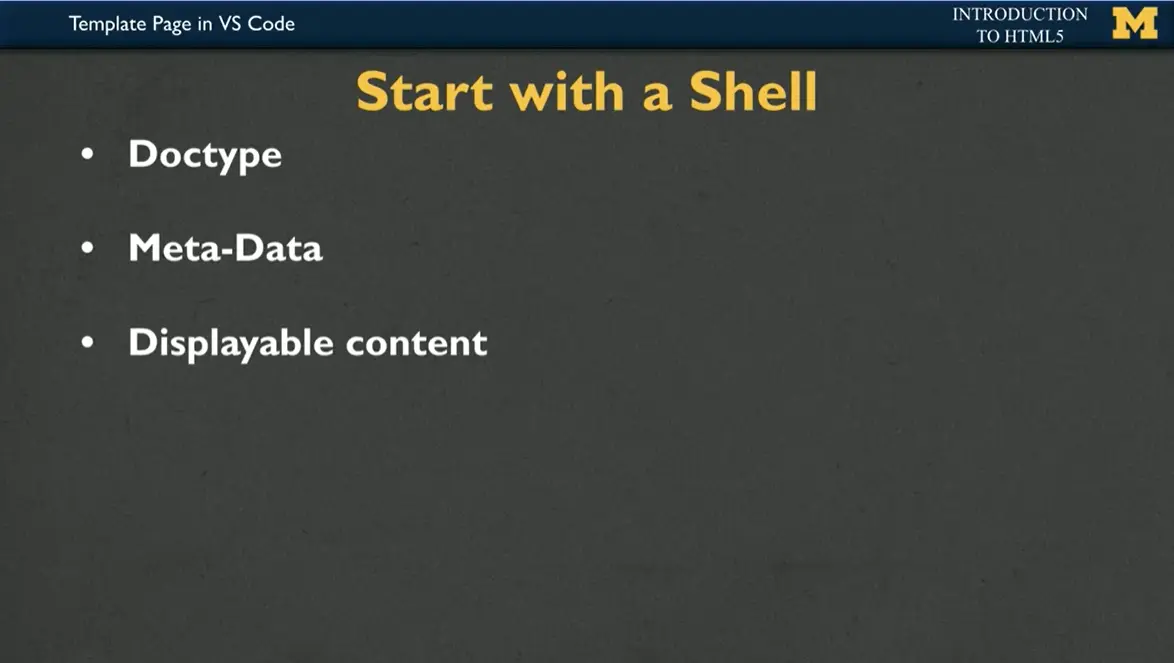 Template Page in VS Code
INTRODUCTION
TO HTML5
M
Start with a Shell
• Doctype
• Meta-Data
• Displayable content